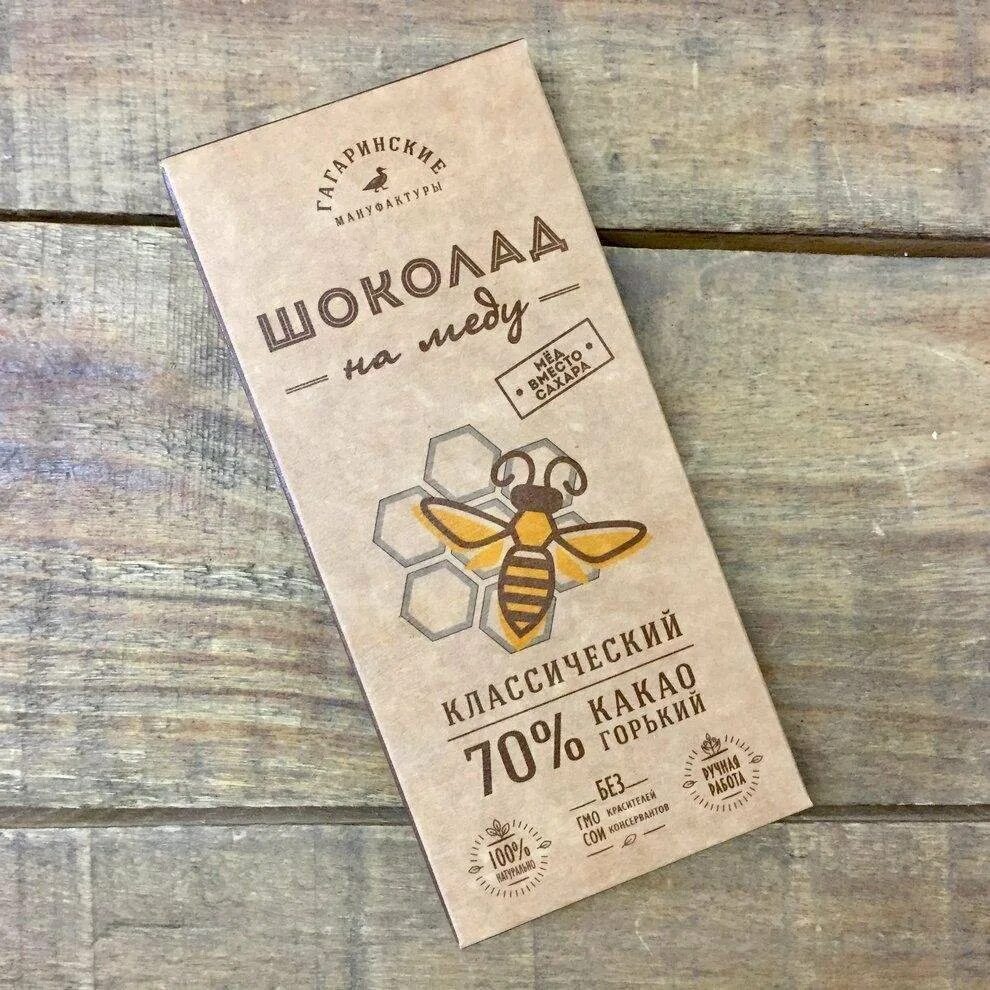 ГАГАРИНСКИЕ
МАНУФАКТУРЫ
ШОКОЛАД
на меду
МЁД
ВМЕСТО
САХАРА
КЛАССИЧЕСКИЙ
70% КАКАО
ГОРЬКИЙ
100%
НАТУРАЛЬНО
БЕЗ
ГМО КРАСИТЕЛЕЙ
СОИ КОНСЕРВАНТОВ
РУЧНАЯ
РАБОТА